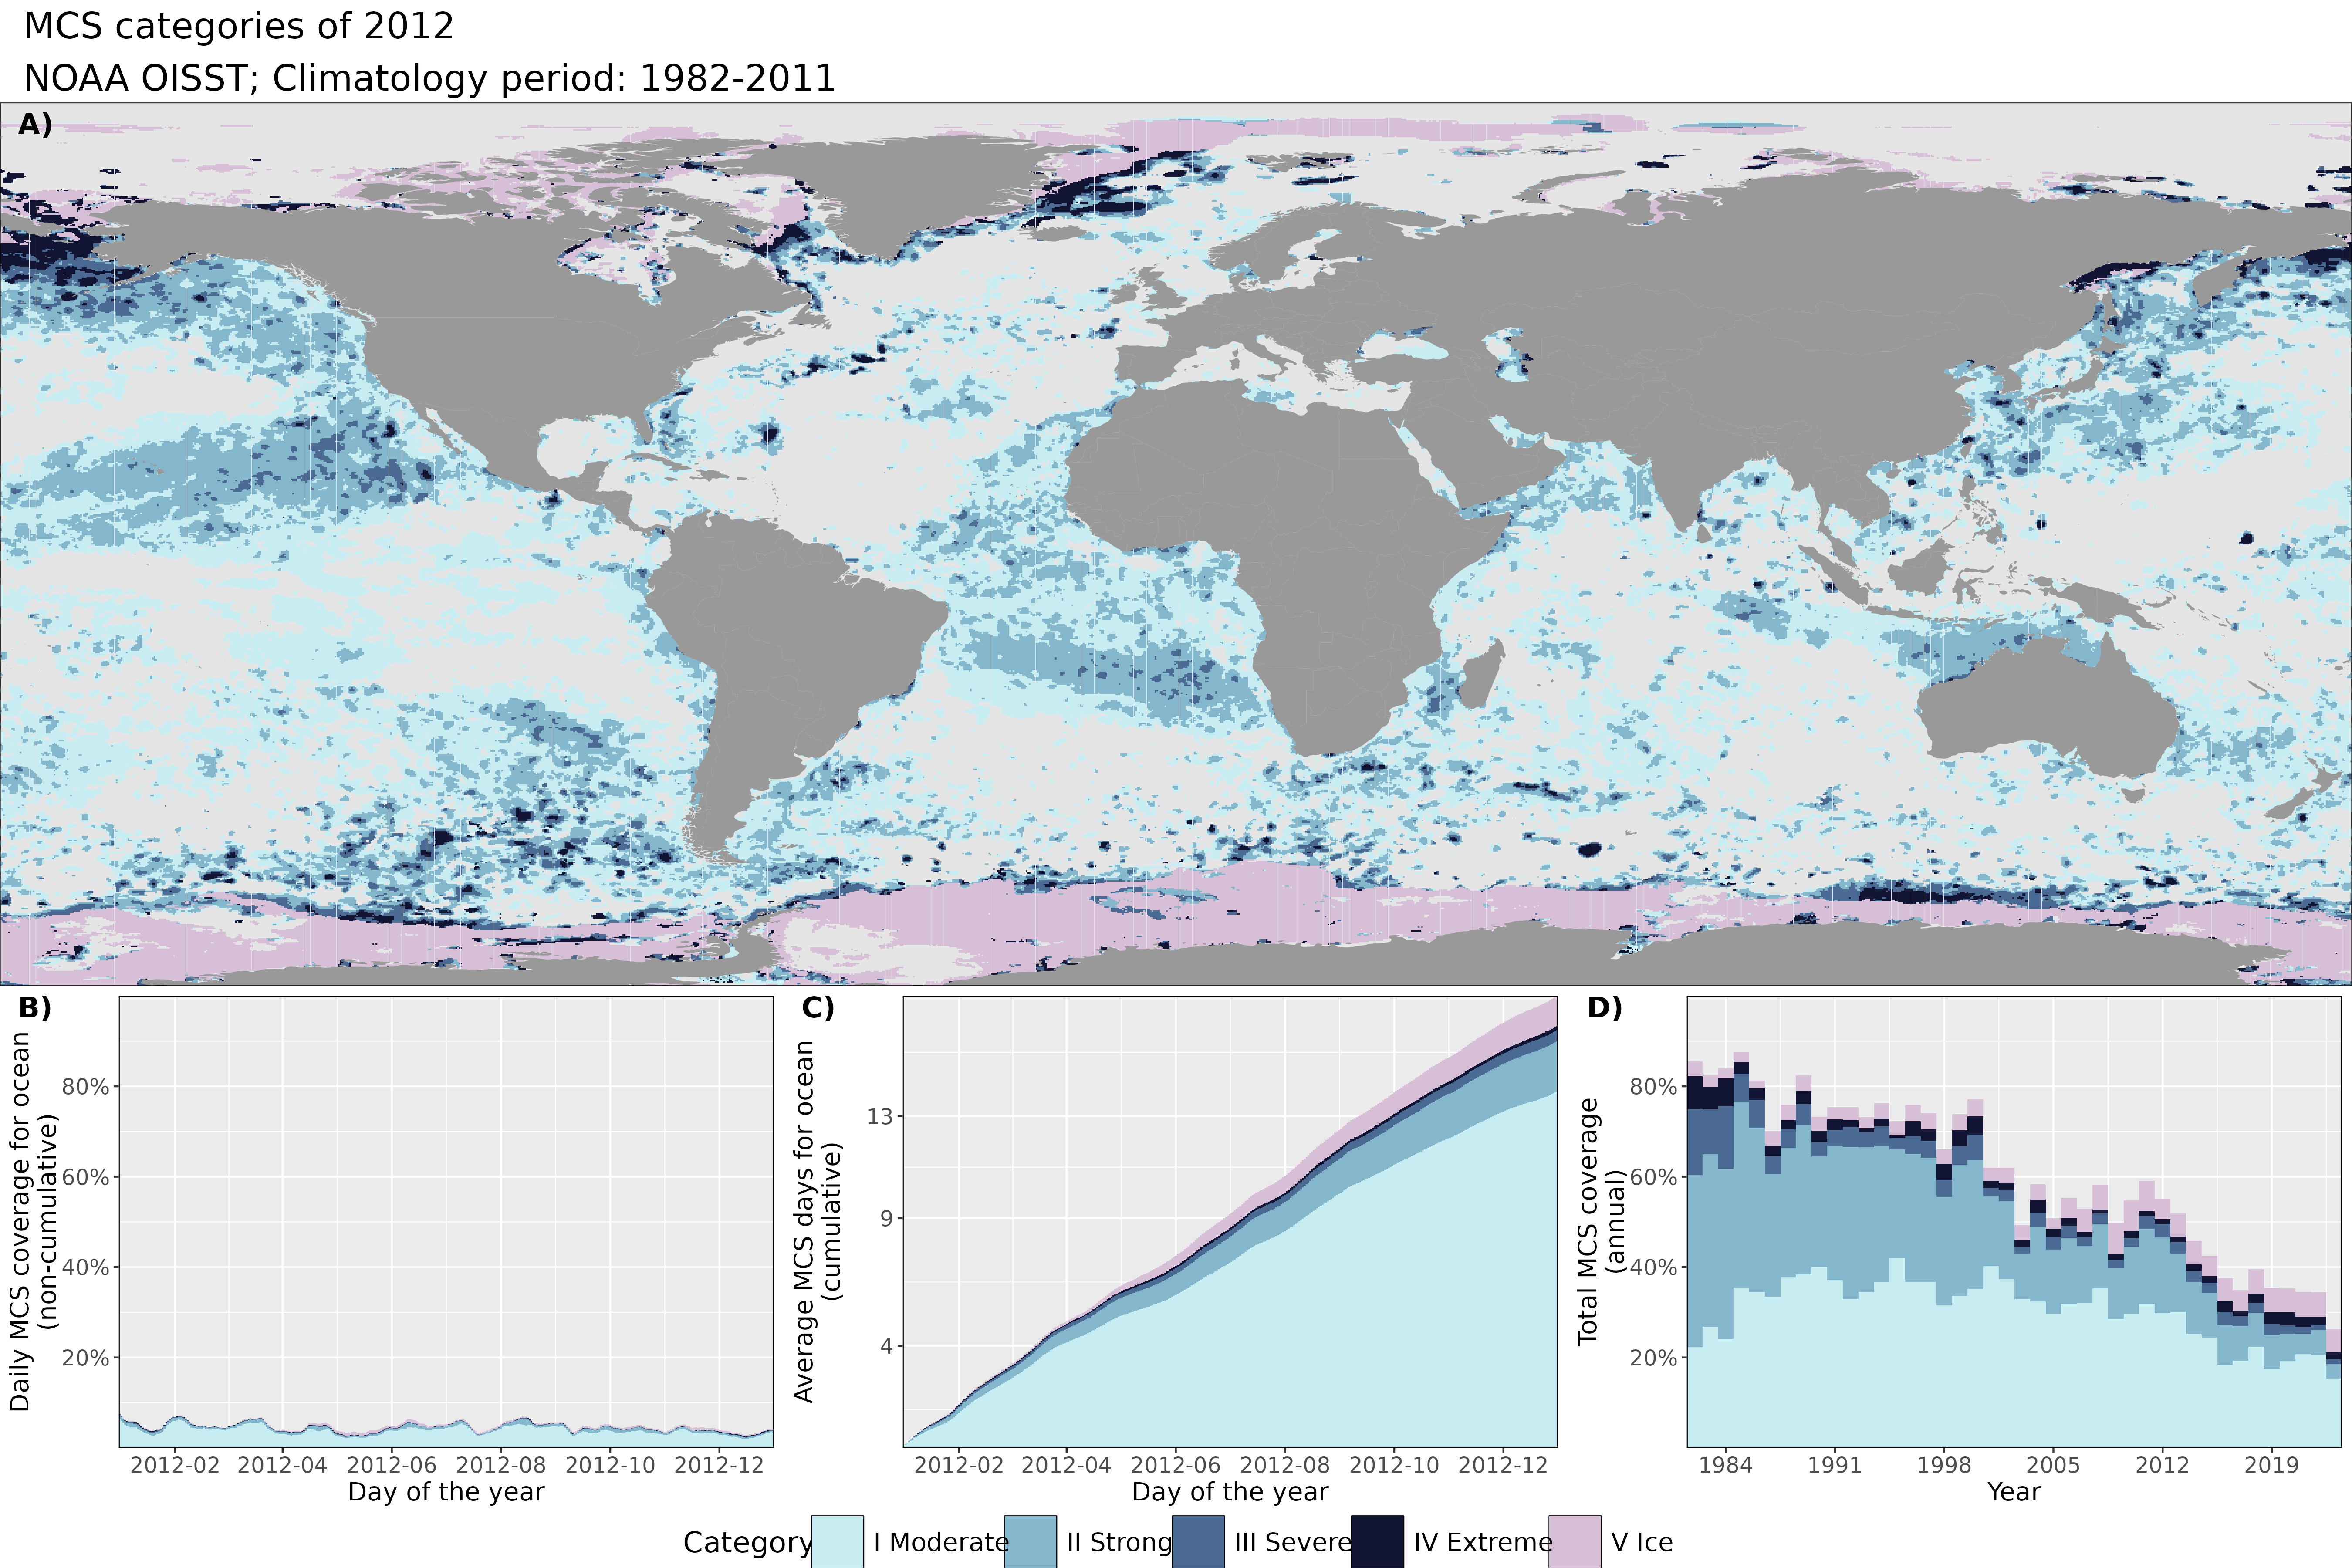 MCS categories of 2012
NOAA OISST; Climatology period: 1982-2011
A)
B)
Daily MCS coverage for ocean
(non-cumulative)
80%
60%
40%
20%
2012-02 2012-04 2012-06 2012-08 2012-10 2012-12
Day of the year
C)
Average MCS days for ocean
(cumulative)
13
9
4
2012-02 2012-04 2012-06 2012-08 2012-10 2012-12
Day of the year
D)
Total MCS coverage
(annual)
80%
60%
40%
20%
1984 1991 1998 2005 2012 2019
Year
Category I Moderate II Strong III Severe IV Extreme V Ice